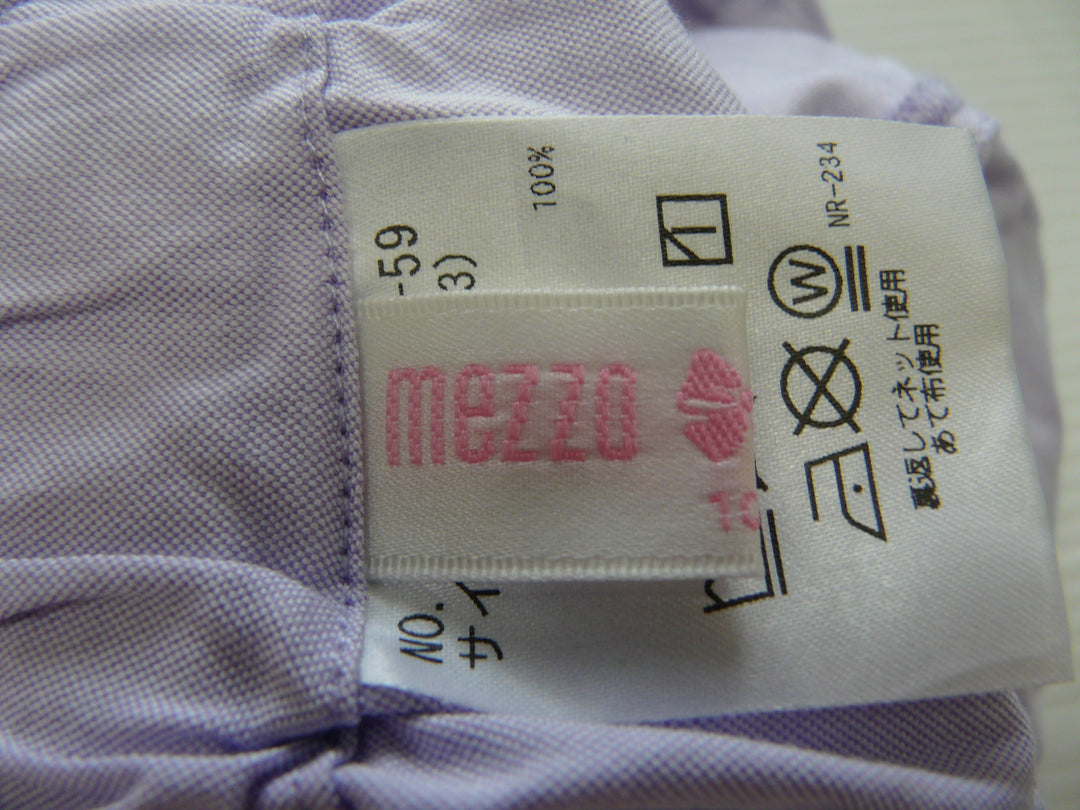 mezzo
NO.
-59
サイ
3)
100%
W
NR-234
裏返してネット使用
あて布使用